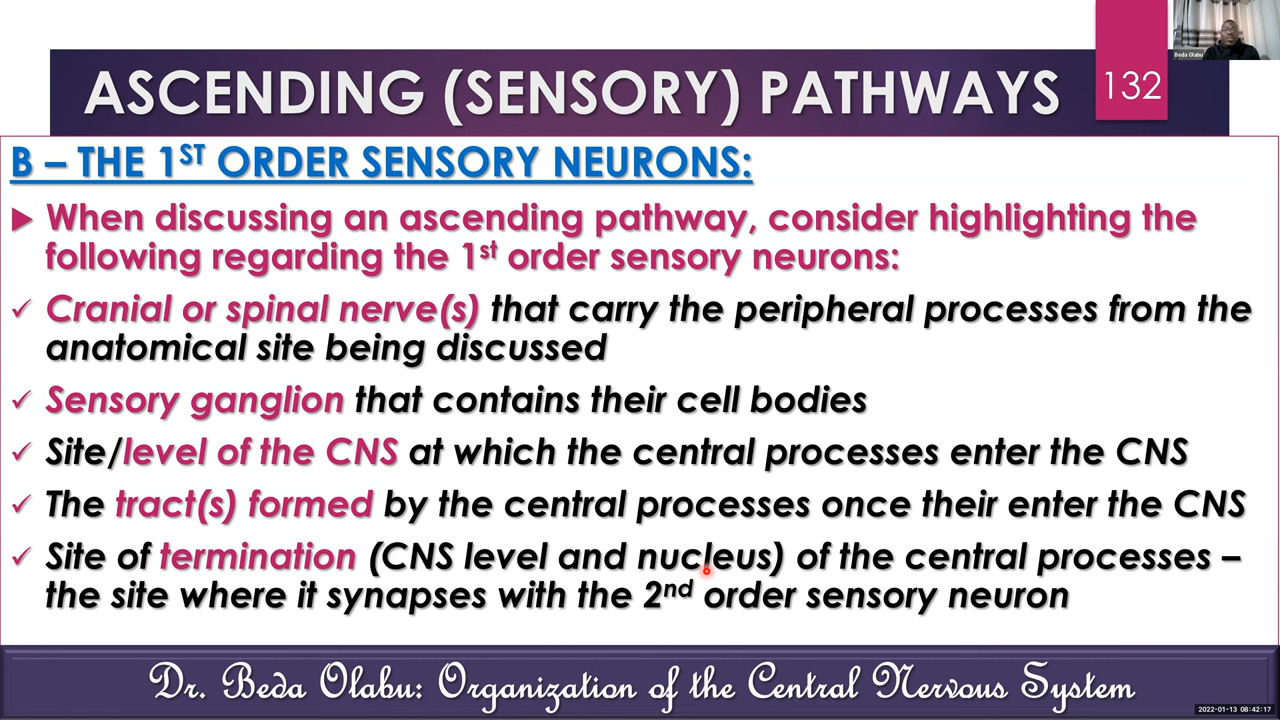 Beda Olabu
ASCENDING (SENSORY) PATHWAYS
132
B – THE 1ST ORDER SENSORY NEURONS:
When discussing an ascending pathway, consider highlighting the
following regarding the 1st order sensory neurons:
✓ Cranial or spinal nerve(s) that carry the peripheral processes from the
anatomical site being discussed
✓ Sensory ganglion that contains their cell bodies
✓ Site/level of the CNS at which the central processes enter the CNS
✓ The tract(s) formed by the central processes once their enter the CNS
✓ Site of termination (CNS level and nucleus) of the central processes –
the site where it synapses with the 2nd order sensory neuron
Dr. Beda Olabu: Organization of the Central Nervous System
2022-01-13 08:42:17